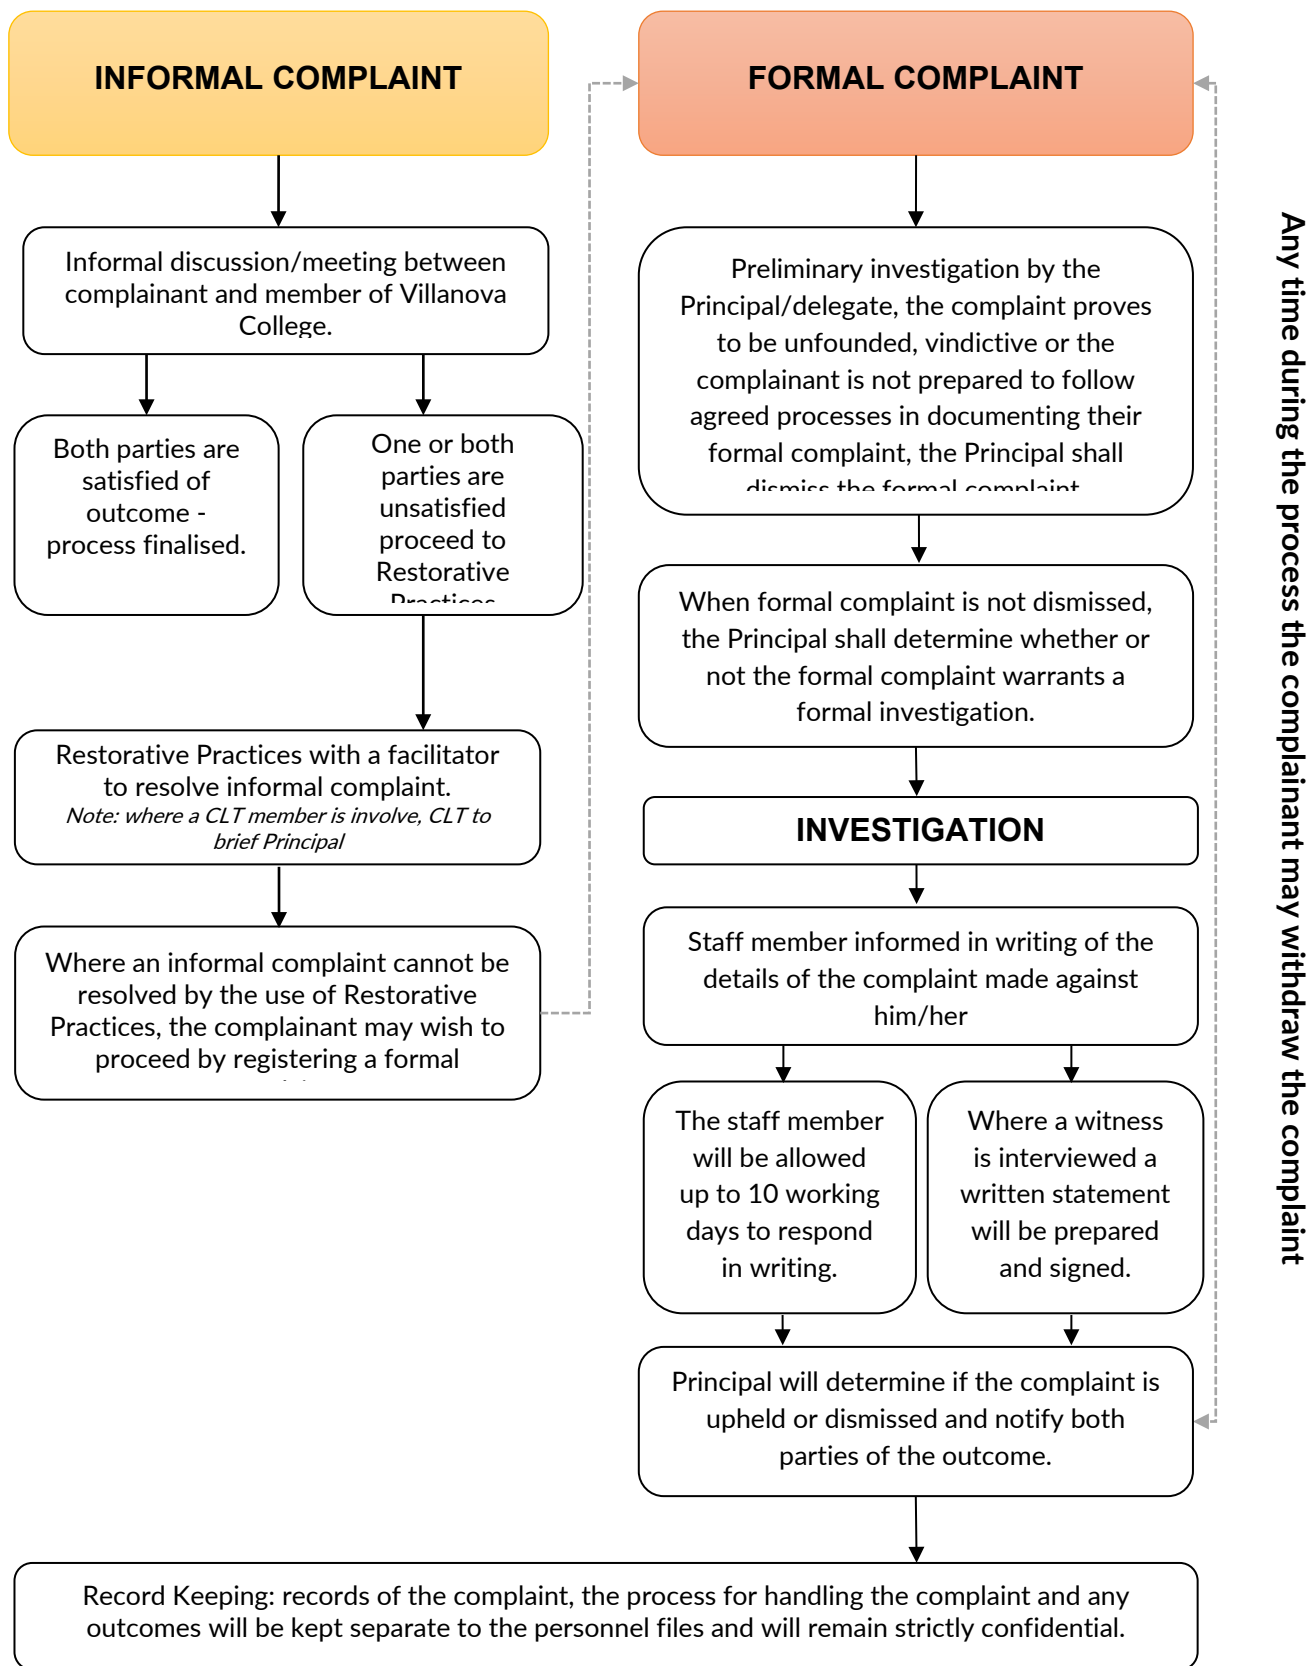 INFORMAL COMPLAINT
Informal discussion/meeting between
complainant and member of Villanova
College.
Both parties are
satisfied of
outcome -
process finalised.
One or both
parties are
unsatisfied
proceed to
Restorative
Practices
Restorative Practices with a facilitator
to resolve informal complaint.
Note: where a CLT member is involve, CLT to
brief Principal
Where an informal complaint cannot be
resolved by the use of Restorative
Practices, the complainant may wish to
proceed by registering a formal
FORMAL COMPLAINT
Preliminary investigation by the
Principal/delegate, the complaint proves
to be unfounded, vindictive or the
complainant is not prepared to follow
agreed processes in documenting their
formal complaint, the Principal shall
dismiss the formal complaint
When formal complaint is not dismissed,
the Principal shall determine whether or
not the formal complaint warrants a
formal investigation.
INVESTIGATION
Staff member informed in writing of the
details of the complaint made against
him/her
The staff member
will be allowed
up to 10 working
days to respond
in writing.
Where a witness
is interviewed a
written statement
will be prepared
and signed.
Principal will determine if the complaint is
upheld or dismissed and notify both
parties of the outcome.
Record Keeping: records of the complaint, the process for handling the complaint and any
outcomes will be kept separate to the personnel files and will remain strictly confidential.
Any time during the process the complainant may withdraw the complaint